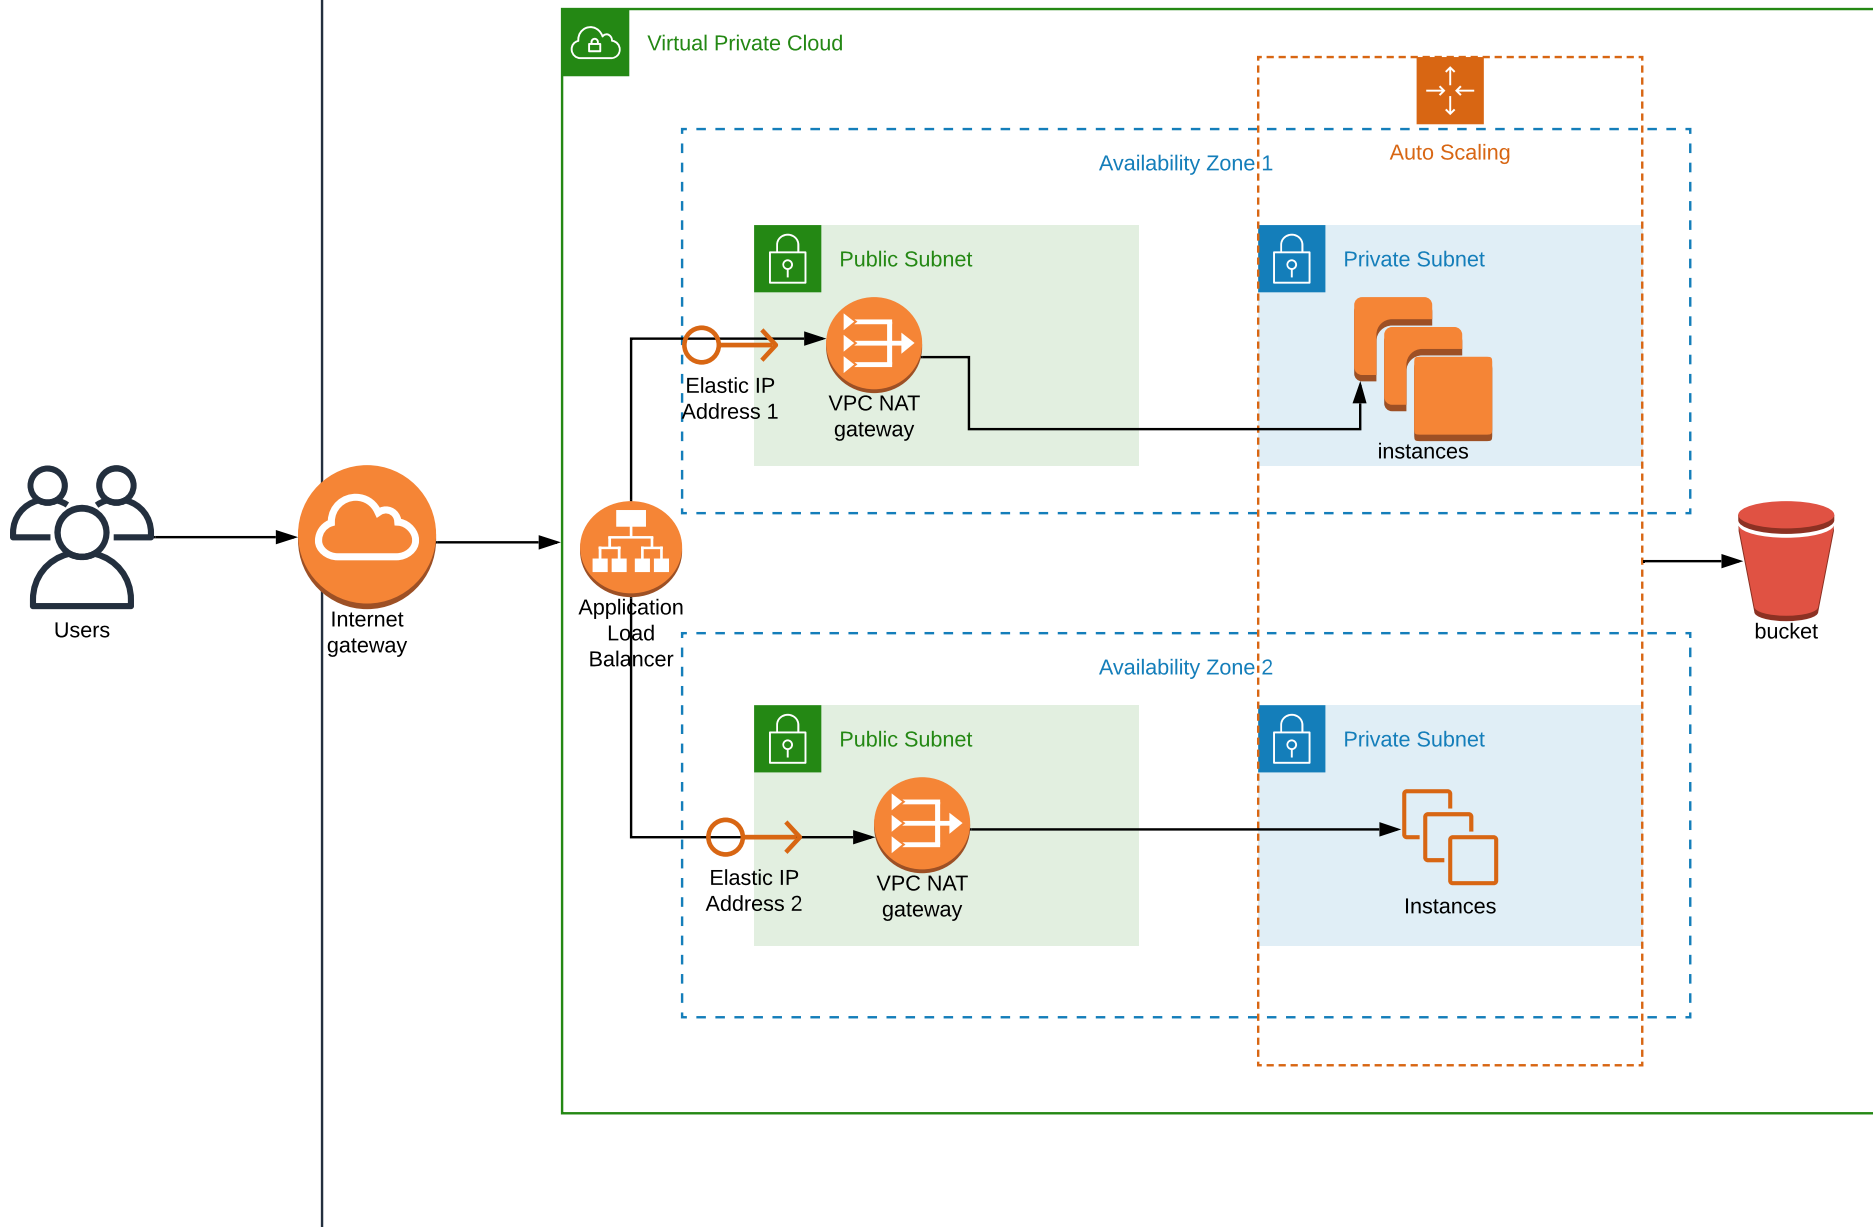 Virtual Private Cloud
Auto Scaling
Availability Zone 1
Public Subnet
Private Subnet
Elastic IP
Address 1
VPC NAT
gateway
instances
Users
Internet
gateway
Application
Load
Balancer
bucket
Availability Zone 2
Public Subnet
Private Subnet
Elastic IP
Address 2
VPC NAT
gateway
Instances